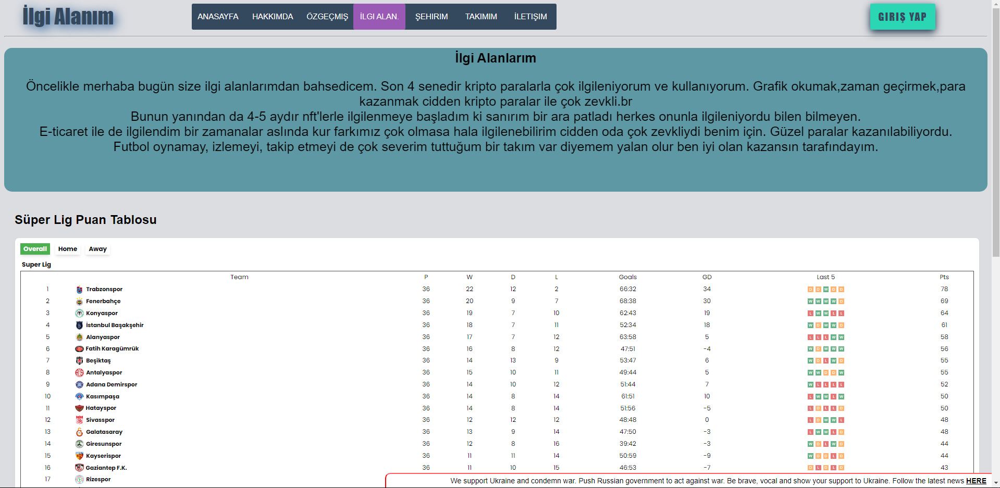 İlgi Alanım
ANASAYFA HAKKIMDA ÖZGEÇMİŞ İLGI ALAN. ŞEHIRIM TAKIMIM İLETIŞIM
GIRIŞ YAP
İlgi Alanlarım
Öncelikle merhaba bugün size ilgi alanlarımdan bahsedicem. Son 4 senedir kripto paralarla çok ilgileniyorum ve kullanıyorum. Grafik okumak,zaman geçirmek,para
kazanmak cidden kripto paralar ile çok zevkli.br
Bunun yanından da 4-5 aydır nft'lerle ilgilenmeye başladım ki sanırım bir ara patladı herkes onunla ilgileniyordu bilen bilmeyen.
E-ticaret ile de ilgilendim bir zamanalar aslında kur farkımız çok olmasa hala ilgilenebilirim cidden oda çok zevkliydi benim için. Güzel paralar kazanılabiliyordu.
Futbol oynamay, izlemeyi, takip etmeyi de çok severim tuttuğum bir takım var diyemem yalan olur ben iyi olan kazansın tarafındayım.
Süper Lig Puan Tablosu
Overall Home Away
Super Lig
Team P W D L Goals GD Last 5 Pts
1 Trabzonspor 36 22 12 2 66:32 34 D D W D D 78
2 Fenerbahçe 36 20 9 7 68:38 30 W W W W D 69
3 Konyaspor 36 19 7 10 62:43 19 L W W L L 64
4 İstanbul Başakşehir 36 18 7 11 52:34 18 W D W W D 61
5 Alanyaspor 36 17 7 12 63:58 5 L L L W W 58
6 Fatih Karagümrük 36 16 8 12 47:51 -4 W D W W W 56
7 Beşiktaş 36 14 13 9 53:47 6 W D L W D 55
8 Antalyaspor 36 15 10 11 49:44 5 W W D D W 55
9 Adana Demirspor 36 14 10 12 51:44 7 W L L L L 52
10 Kasımpaşa 36 14 8 14 61:51 10 L W W L W 50
11 Hatayspor 36 14 8 14 51:56 -5 L D L L D 50
12 Sivasspor 36 12 12 12 48:48 0 L D W W L 48
13 Galatasaray 36 13 9 14 47:50 -3 L W W L D 48
14 Giresunspor 36 12 8 16 39:42 -3 W D L W D 44
15 Kayserispor 36 11 11 14 50:59 -9 W D D L D 44
16 Gaziantep F.K. 36 11 10 15 46:53 -7 D L D L D 43
17 Rizespor
We support Ukraine and condemn war. Push Russian government to act against war. Be brave, vocal and show your support to Ukraine. Follow the latest news HERE